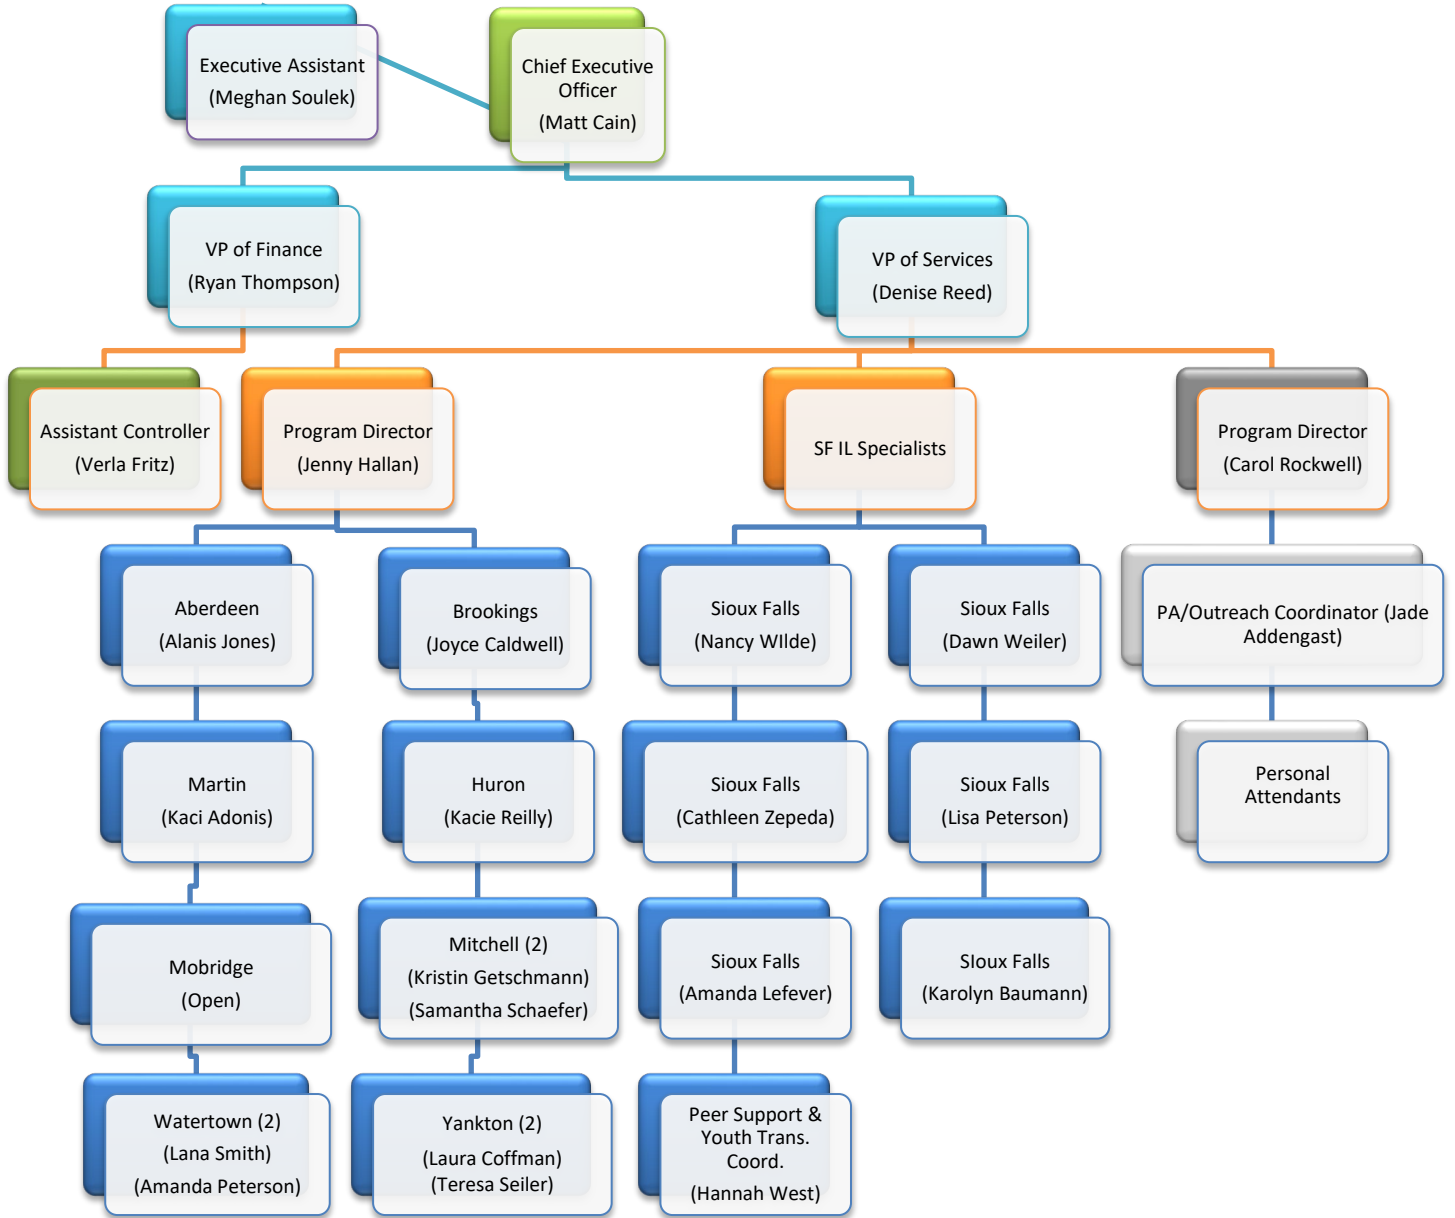 Executive Assistant
(Meghan Soulek)
Chief Executive
Officer
(Matt Cain)
VP of Finance
(Ryan Thompson)
VP of Services
(Denise Reed)
Assistant Controller
(Verla Fritz)
Program Director
(Jenny Hallan)
SF IL Specialists
Program Director
(Carol Rockwell)
Aberdeen
(Alanis Jones)
Brookings
(Joyce Caldwell)
Sioux Falls
(Nancy WIlde)
Sioux Falls
(Dawn Weiler)
PA/Outreach Coordinator (Jade
Addengast)
Martin
(Kaci Adonis)
Huron
(Kacie Reilly)
Sioux Falls
(Cathleen Zepeda)
Sioux Falls
(Lisa Peterson)
Personal
Attendants
Mobridge
(Open)
Mitchell (2)
(Kristin Getschmann)
(Samantha Schaefer)
Sioux Falls
(Amanda Lefever)
SIoux Falls
(Karolyn Baumann)
Watertown (2)
(Lana Smith)
(Amanda Peterson)
Yankton (2)
(Laura Coffman)
(Teresa Seiler)
Peer Support &
Youth Trans.
Coord.
(Hannah West)